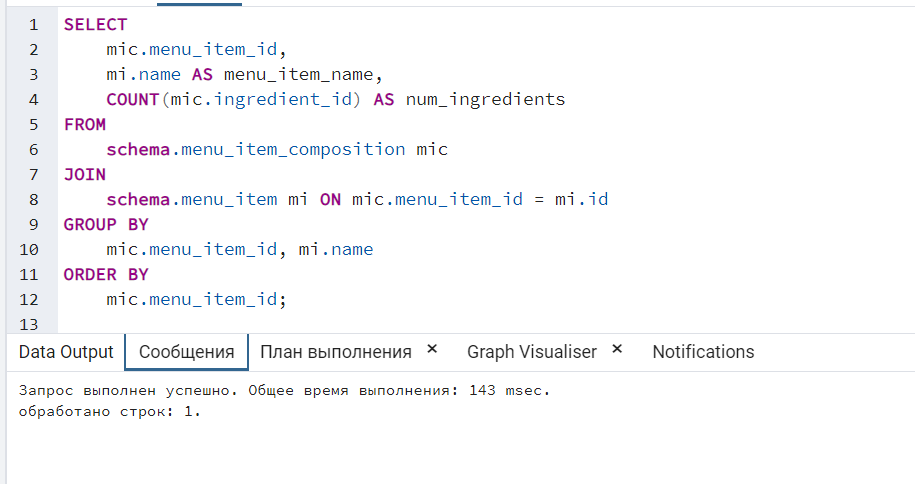 1 SELECT
2 mic.menu_item_id,
3 mi.name AS menu_item_name,
4 COUNT(mic.ingredient_id) AS num_ingredients
5 FROM
6 schema.menu_item_composition mic
7 JOIN
8 schema.menu_item mi ON mic.menu_item_id = mi.id
9 GROUP BY
10 mic.menu_item_id, mi.name
11 ORDER BY
12 mic.menu_item_id;
13
Data Output Сообщения План выполнения × Graph Visualiser × Notifications
Запрос выполнен успешно. Общее время выполнения: 143 msec.
обработано строк: 1.